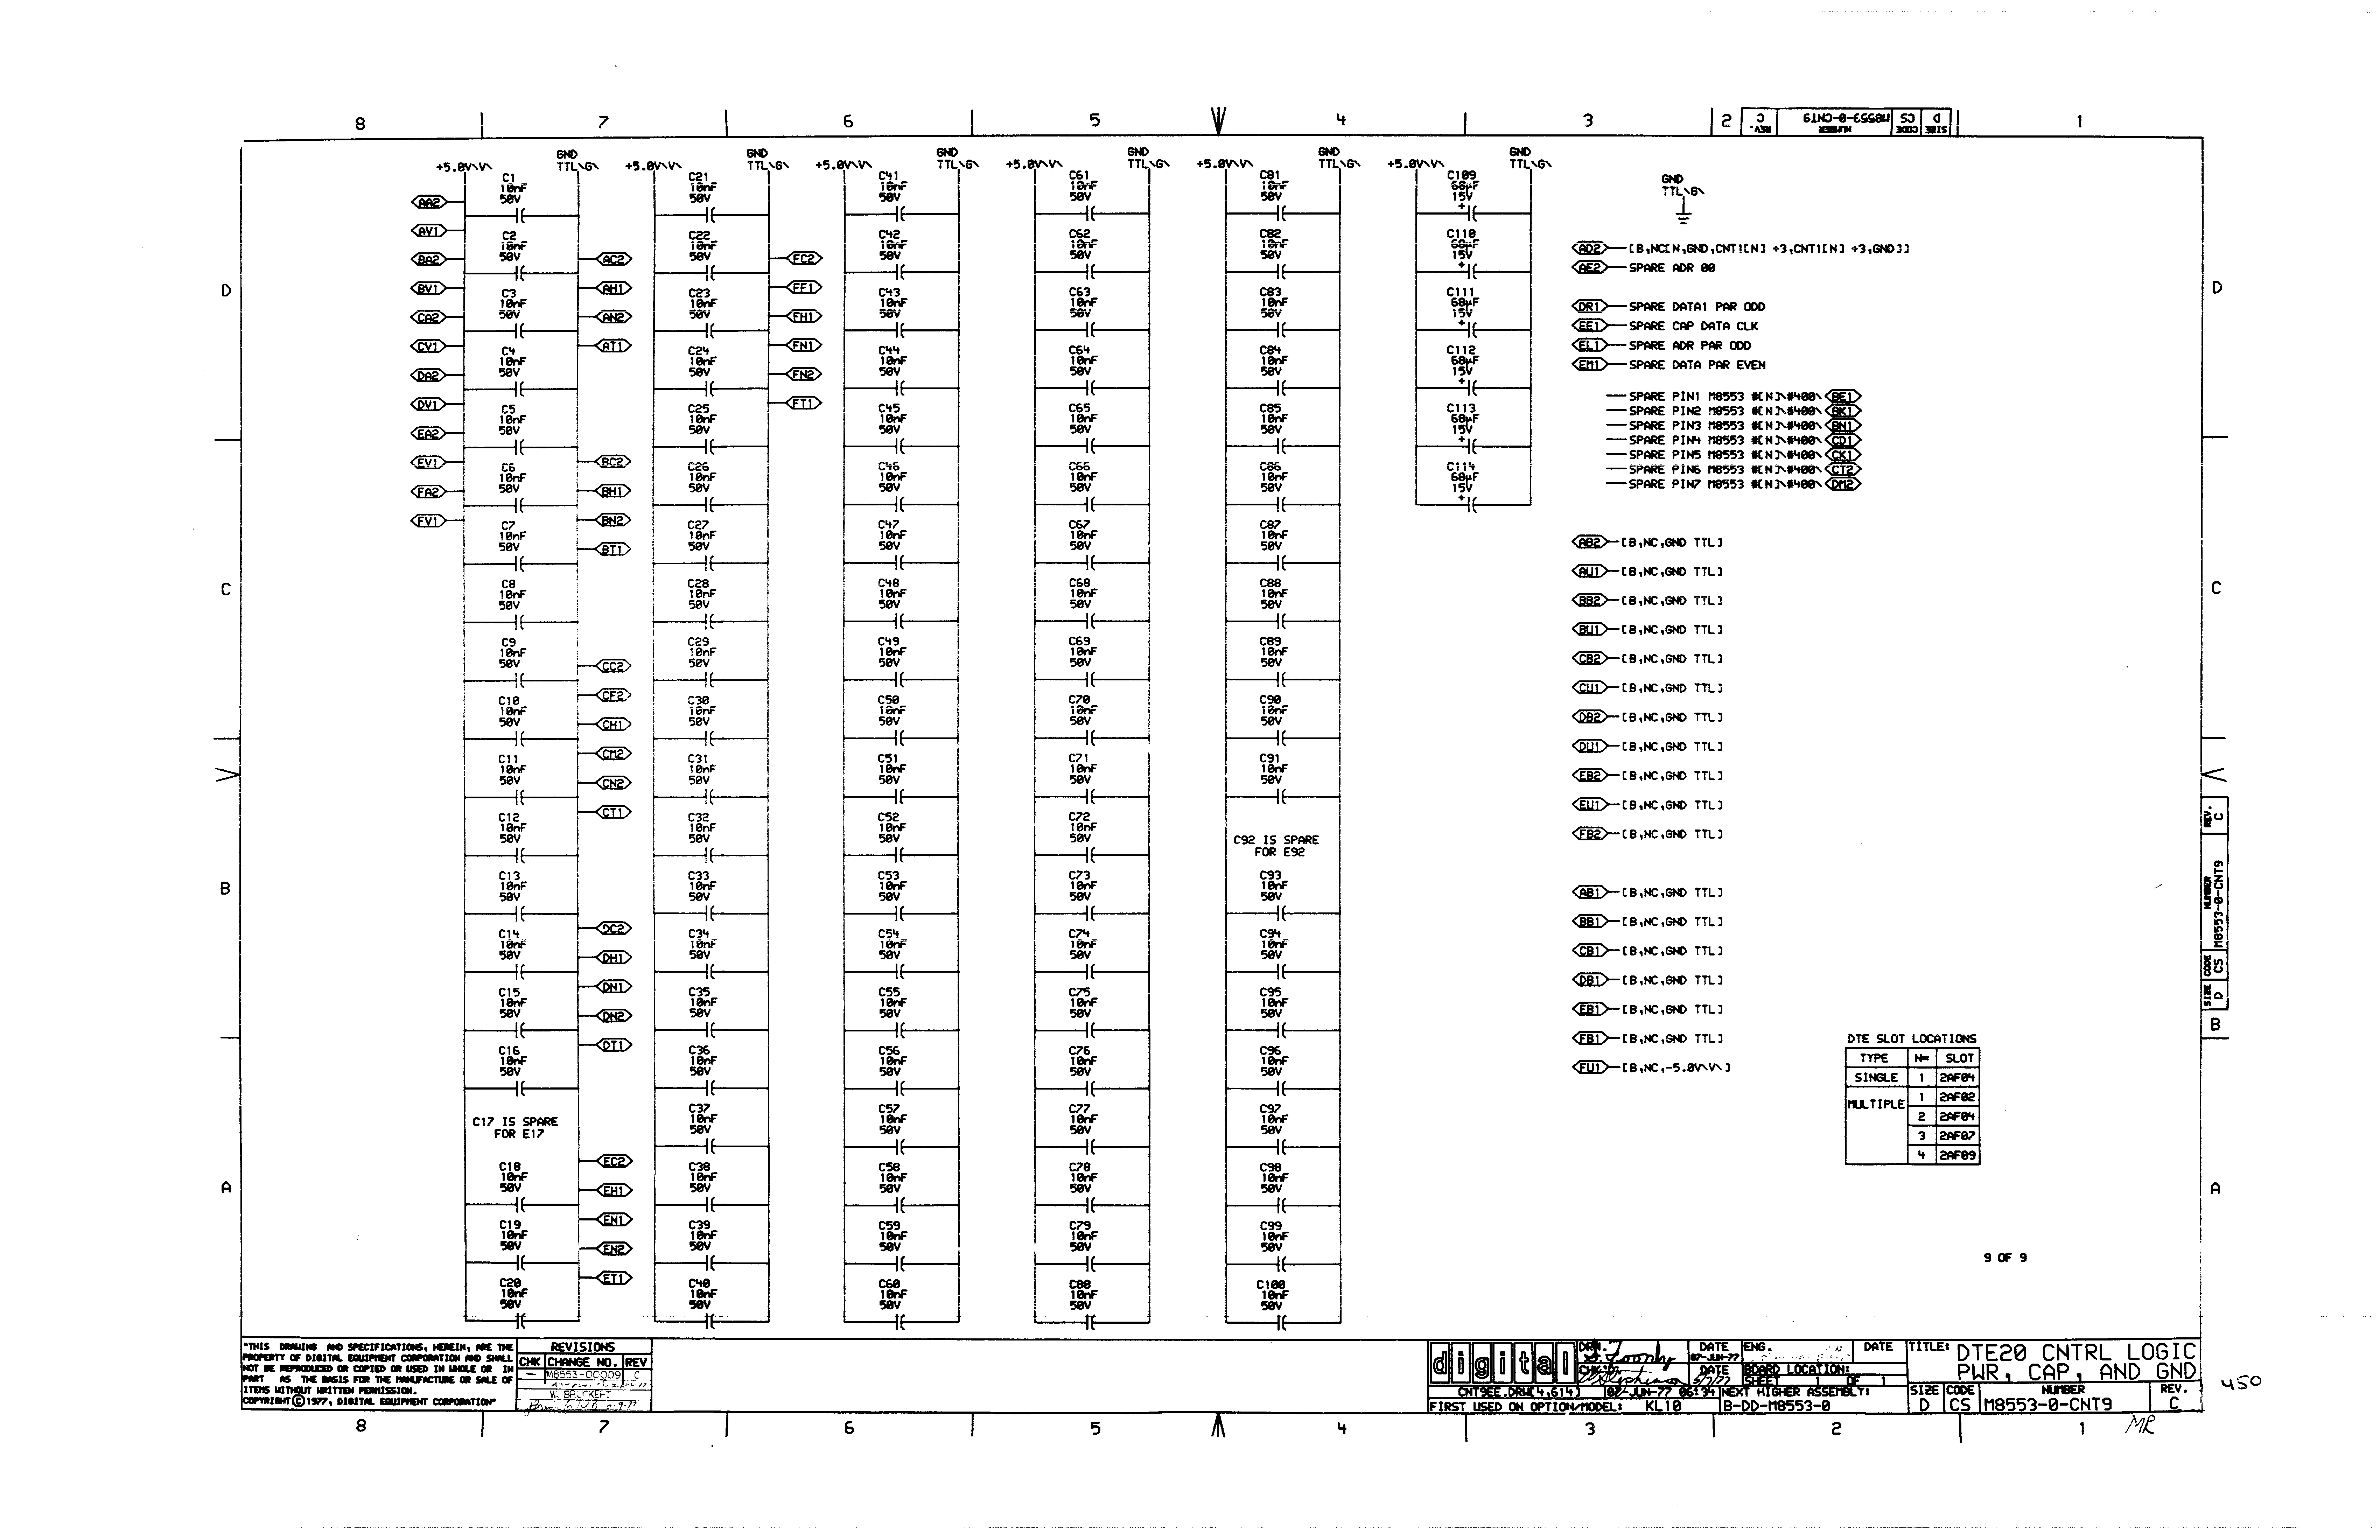 8 7 6 5 4 3 2 1
REV. C NUMBER M8553-0-CNT9 CODE CS SIZE D
+5.0V\V\ GND TTL\G\
+5.0V\V\ GND TTL\G\
+5.0V\V\ GND TTL\G\
+5.0V\V\ GND TTL\G\
+5.0V\V\ GND TTL\G\
+5.0V\V\ GND TTL\G\
AA2
AV1
BA2
BV1
CA2
CV1
DA2
DV1
EA2
EV1
FA2
FV1
C1 10nF 50V
C2 10nF 50V
C3 10nF 50V
C4 10nF 50V
C5 10nF 50V
C6 10nF 50V
C7 10nF 50V
C8 10nF 50V
C9 10nF 50V
C10 10nF 50V
C11 10nF 50V
C12 10nF 50V
C13 10nF 50V
C14 10nF 50V
C15 10nF 50V
C16 10nF 50V
C17 IS SPARE
FOR E17
C18 10nF 50V
C19 10nF 50V
C20 10nF 50V
AC2
AH1
AN2
AT1
BC2
BH1
BN2
BT1
CC2
CF2
CH1
CM2
CN2
CT1
DC2
DH1
DN1
DN2
DT1
EC2
EH1
EN1
EN2
ET1
C21 10nF 50V
C22 10nF 50V
C23 10nF 50V
C24 10nF 50V
C25 10nF 50V
C26 10nF 50V
C27 10nF 50V
C28 10nF 50V
C29 10nF 50V
C30 10nF 50V
C31 10nF 50V
C32 10nF 50V
C33 10nF 50V
C34 10nF 50V
C35 10nF 50V
C36 10nF 50V
C37 10nF 50V
C38 10nF 50V
C39 10nF 50V
C40 10nF 50V
FC2
FF1
FH1
FN1
FN2
FT1
C41 10nF 50V
C42 10nF 50V
C43 10nF 50V
C44 10nF 50V
C45 10nF 50V
C46 10nF 50V
C47 10nF 50V
C48 10nF 50V
C49 10nF 50V
C50 10nF 50V
C51 10nF 50V
C52 10nF 50V
C53 10nF 50V
C54 10nF 50V
C55 10nF 50V
C56 10nF 50V
C57 10nF 50V
C58 10nF 50V
C59 10nF 50V
C60 10nF 50V
C61 10nF 50V
C62 10nF 50V
C63 10nF 50V
C64 10nF 50V
C65 10nF 50V
C66 10nF 50V
C67 10nF 50V
C68 10nF 50V
C69 10nF 50V
C70 10nF 50V
C71 10nF 50V
C72 10nF 50V
C73 10nF 50V
C74 10nF 50V
C75 10nF 50V
C76 10nF 50V
C77 10nF 50V
C78 10nF 50V
C79 10nF 50V
C80 10nF 50V
C81 10nF 50V
C82 10nF 50V
C83 10nF 50V
C84 10nF 50V
C85 10nF 50V
C86 10nF 50V
C87 10nF 50V
C88 10nF 50V
C89 10nF 50V
C90 10nF 50V
C91 10nF 50V
C92 IS SPARE
FOR E92
C93 10nF 50V
C94 10nF 50V
C95 10nF 50V
C96 10nF 50V
C97 10nF 50V
C98 10nF 50V
C99 10nF 50V
C100 10nF 50V
C109 68µF 15V +
C110 68µF 15V +
C111 68µF 15V +
C112 68µF 15V +
C113 68µF 15V +
C114 68µF 15V +
GND
TTL\G\
AD2 [B,NC[N,GND,CNT1[N] +3,CNT1[N] +3,GND]]
AE2 SPARE ADR 00
DR1 SPARE DATA1 PAR ODD
EE1 SPARE CAP DATA CLK
EL1 SPARE ADR PAR ODD
EM1 SPARE DATA PAR EVEN
SPARE PIN1 M8553 #[N]\#400\ BE1
SPARE PIN2 M8553 #[N]\#400\ BK1
SPARE PIN3 M8553 #[N]\#400\ BN1
SPARE PIN4 M8553 #[N]\#400\ CD1
SPARE PIN5 M8553 #[N]\#400\ CK1
SPARE PIN6 M8553 #[N]\#400\ CT2
SPARE PIN7 M8553 #[N]\#400\ DM2
AB2 [B,NC,GND TTL]
AU1 [B,NC,GND TTL]
BB2 [B,NC,GND TTL]
BU1 [B,NC,GND TTL]
CB2 [B,NC,GND TTL]
CU1 [B,NC,GND TTL]
DB2 [B,NC,GND TTL]
DU1 [B,NC,GND TTL]
EB2 [B,NC,GND TTL]
EU1 [B,NC,GND TTL]
FB2 [B,NC,GND TTL]
AB1 [B,NC,GND TTL]
BB1 [B,NC,GND TTL]
CB1 [B,NC,GND TTL]
DB1 [B,NC,GND TTL]
EB1 [B,NC,GND TTL]
FB1 [B,NC,GND TTL]
FU1 [B,NC,-5.0V\V\]
DTE SLOT LOCATIONS
TYPE N= SLOT
SINGLE 1 2AF04
MULTIPLE 1 2AF02
2 2AF04
3 2AF07
4 2AF09
9 OF 9
D D
C C
B B
A A
SIZE D CODE CS NUMBER M8553-0-CNT9 REV. C
"THIS DRAWING AND SPECIFICATIONS, HEREIN, ARE THE
PROPERTY OF DIGITAL EQUIPMENT CORPORATION AND SHALL
NOT BE REPRODUCED OR COPIED OR USED IN WHOLE OR IN
PART AS THE BASIS FOR THE MANUFACTURE OR SALE OF
ITEMS WITHOUT WRITTEN PERMISSION.
COPYRIGHT © 1977, DIGITAL EQUIPMENT CORPORATION"
REVISIONS
CHK CHANGE NO. REV
M8553-00009 C
digital
DRN. DATE 07-JUN-77 ENG. DATE
CHK'D DATE BOARD LOCATION:
SHEET 1 OF 1
CNT9EE.DRW[4,614] 07-JUN-77 06:34 NEXT HIGHER ASSEMBLY:
FIRST USED ON OPTION/MODEL: KL10 B-DD-M8553-0
TITLE: DTE20 CNTRL LOGIC
PWR, CAP, AND GND
SIZE CODE NUMBER REV.
D CS M8553-0-CNT9 C
450
MR
8 7 6 5 4 3 2 1